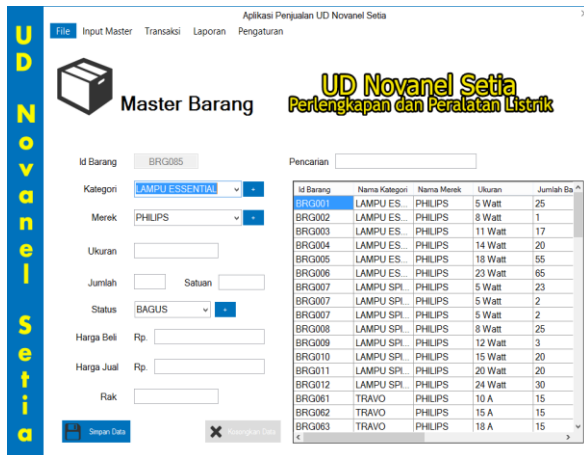 Aplikasi Penjualan UD Novanel Setia
File Input Master Transaksi Laporan Pengaturan
UD Novanel Setia
Master Barang
UD Novanel Setia
Perlengkapan dan Peralatan Listrik
Id Barang BRG085
Pencarian
Kategori LAMPU ESSENTIAL +
Merek PHILIPS +
Ukuran
Jumlah Satuan
Status BAGUS +
Harga Beli Rp.
Harga Jual Rp.
Rak
Simpan Data Kosongkan Data
Id Barang Nama Kategori Nama Merek Ukuran Jumlah Ba
BRG001 LAMPU ES... PHILIPS 5 Watt 25
BRG002 LAMPU ES... PHILIPS 8 Watt 1
BRG003 LAMPU ES... PHILIPS 11 Watt 17
BRG004 LAMPU ES... PHILIPS 14 Watt 20
BRG005 LAMPU ES... PHILIPS 18 Watt 55
BRG006 LAMPU ES... PHILIPS 23 Watt 65
BRG007 LAMPU SPI... PHILIPS 5 Watt 23
BRG007 LAMPU SPI... PHILIPS 5 Watt 2
BRG007 LAMPU SPI... PHILIPS 5 Watt 2
BRG008 LAMPU SPI... PHILIPS 8 Watt 25
BRG009 LAMPU SPI... PHILIPS 12 Watt 3
BRG010 LAMPU SPI... PHILIPS 15 Watt 20
BRG011 LAMPU SPI... PHILIPS 20 Watt 20
BRG012 LAMPU SPI... PHILIPS 24 Watt 30
BRG061 TRAVO PHILIPS 10 A 15
BRG062 TRAVO PHILIPS 15 A 15
BRG063 TRAVO PHILIPS 18 A 15